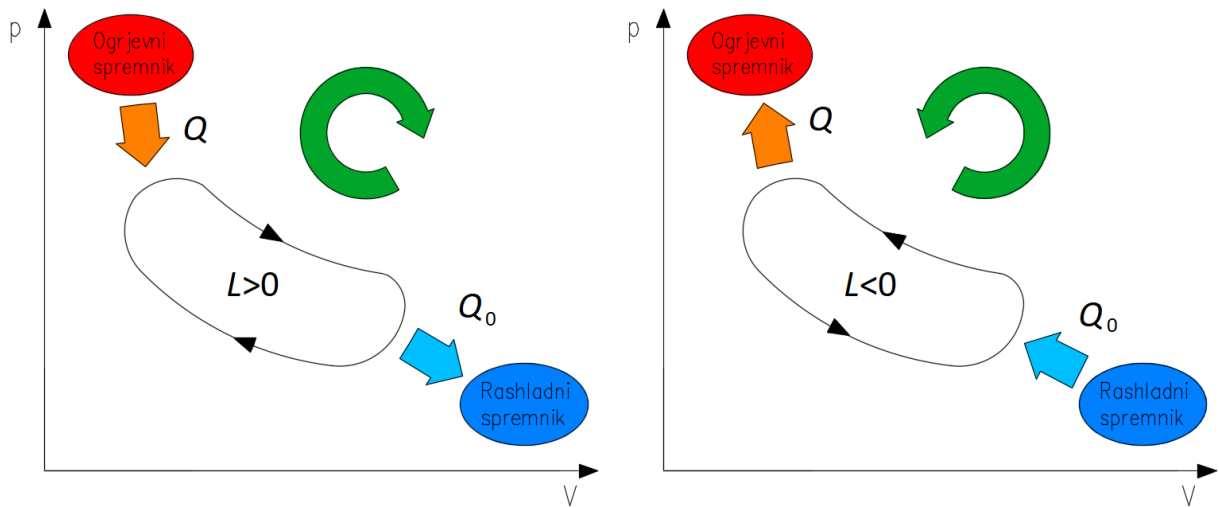 p
Ogrjevni
spremnik
Q
L>0
Q0
Rashladni
spremnik
V
p
Ogrjevni
spremnik
Q
L<0
Q0
Rashladni
spremnik
V